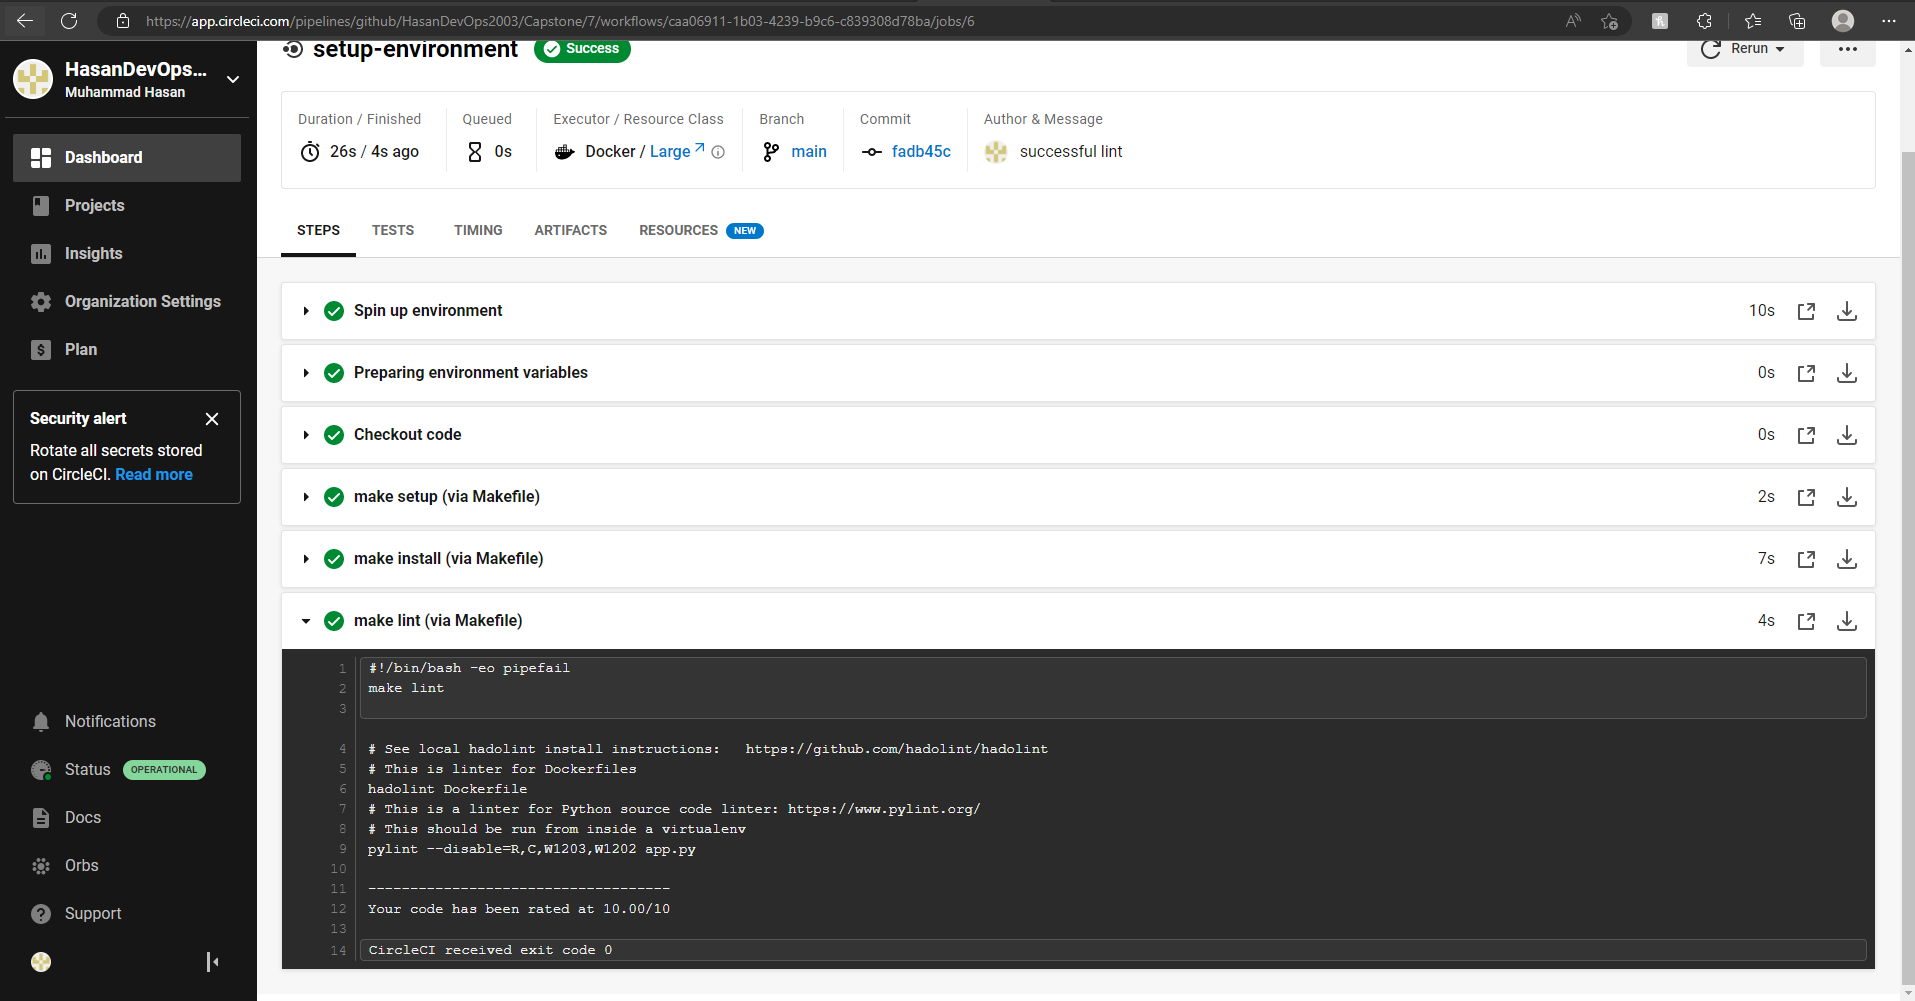 https://app.circleci.com/pipelines/github/HasanDevOps2003/Capstone/7/workflows/caa06911-1b03-4239-b9c6-c839308d78ba/jobs/6
HasanDevOps...
Muhammad Hasan
Dashboard
Projects
Insights
Organization Settings
Plan
Security alert
Rotate all secrets stored
on CircleCI. Read more
Notifications
Status OPERATIONAL
Docs
Orbs
Support
setup-environment Success
Rerun
Duration / Finished
26s / 4s ago
Queued
0s
Executor / Resource Class
Docker / Large
Branch
main
Commit
fadb45c
Author & Message
successful lint
STEPS TESTS TIMING ARTIFACTS RESOURCES NEW
Spin up environment 10s
Preparing environment variables 0s
Checkout code 0s
make setup (via Makefile) 2s
make install (via Makefile) 7s
make lint (via Makefile) 4s
1 #!/bin/bash -eo pipefail
2 make lint
3
4 # See local hadolint install instructions:   https://github.com/hadolint/hadolint
5 # This is linter for Dockerfiles
6 hadolint Dockerfile
7 # This is a linter for Python source code linter: https://www.pylint.org/
8 # This should be run from inside a virtualenv
9 pylint --disable=R,C,W1203,W1202 app.py
10
11 ------------------------------------
12 Your code has been rated at 10.00/10
13
14 CircleCI received exit code 0